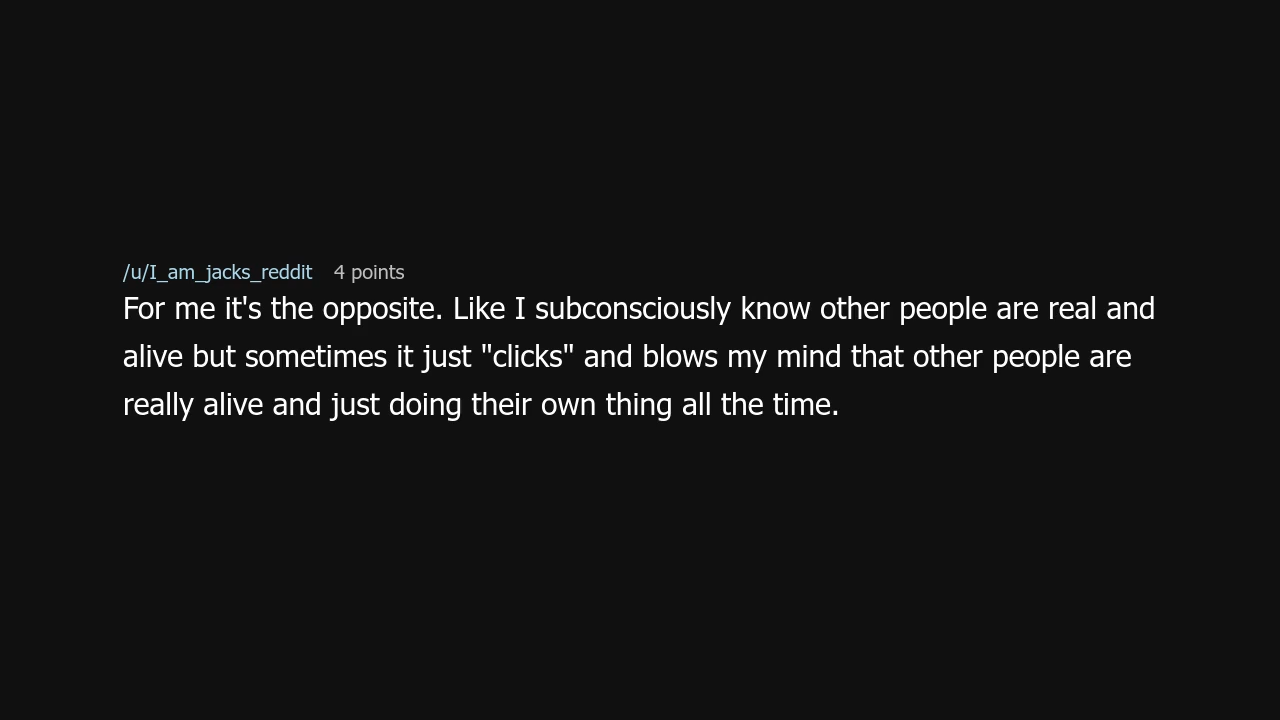 /u/I_am_jacks_reddit 4 points
For me it's the opposite. Like I subconsciously know other people are real and
alive but sometimes it just "clicks" and blows my mind that other people are
really alive and just doing their own thing all the time.